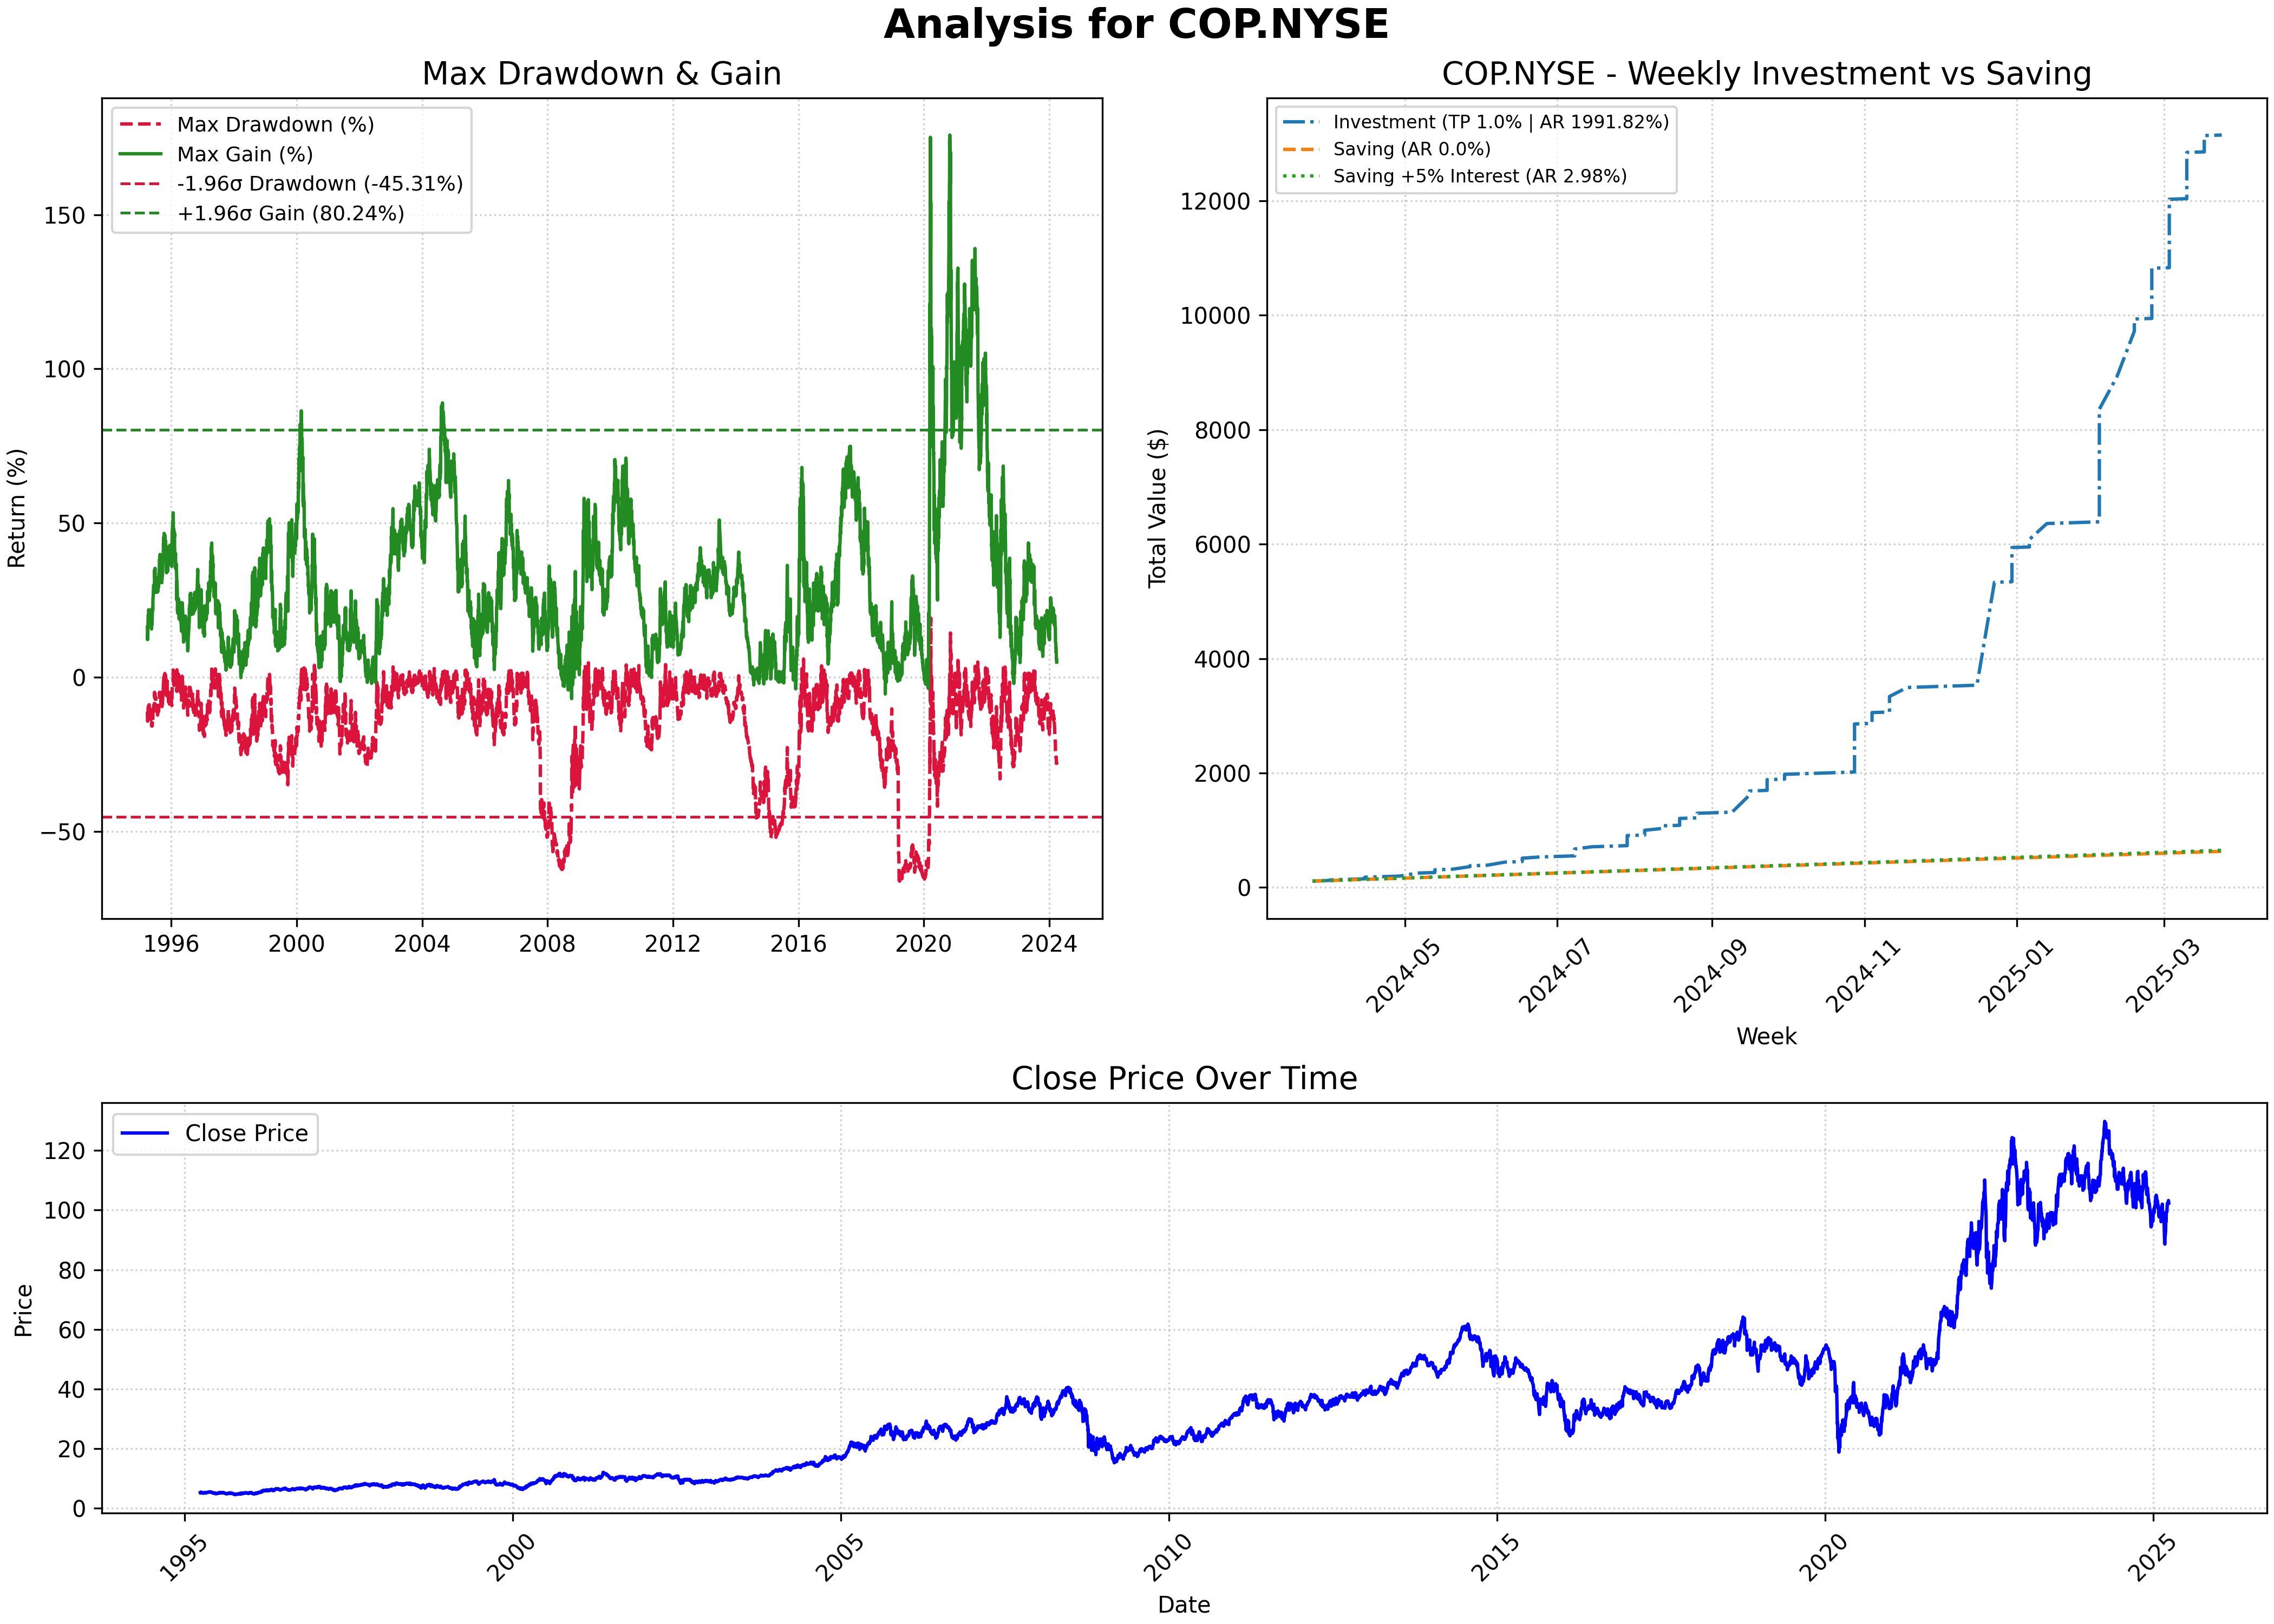 Analysis for COP.NYSE
Max Drawdown & Gain
Max Drawdown (%)
Max Gain (%)
-1.96σ Drawdown (-45.31%)
+1.96σ Gain (80.24%)
Return (%)
150
100
50
0
−50
1996
2000
2004
2008
2012
2016
2020
2024
COP.NYSE - Weekly Investment vs Saving
Investment (TP 1.0% | AR 1991.82%)
Saving (AR 0.0%)
Saving +5% Interest (AR 2.98%)
Total Value ($)
12000
10000
8000
6000
4000
2000
0
2024-05
2024-07
2024-09
2024-11
2025-01
2025-03
Week
Close Price Over Time
Close Price
Price
120
100
80
60
40
20
0
1995
2000
2005
2010
2015
2020
2025
Date